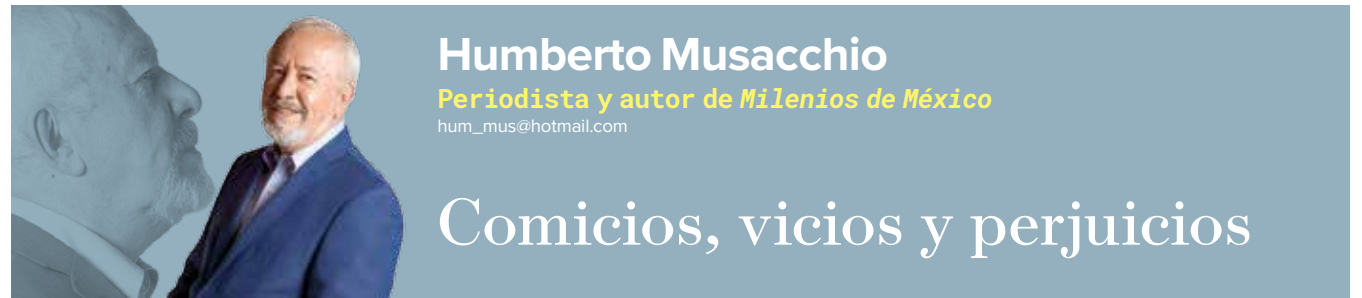 Humberto Musacchio
Periodista y autor de Milenios de México
hum_mus@hotmail.com
Comicios, vicios y perjuicios